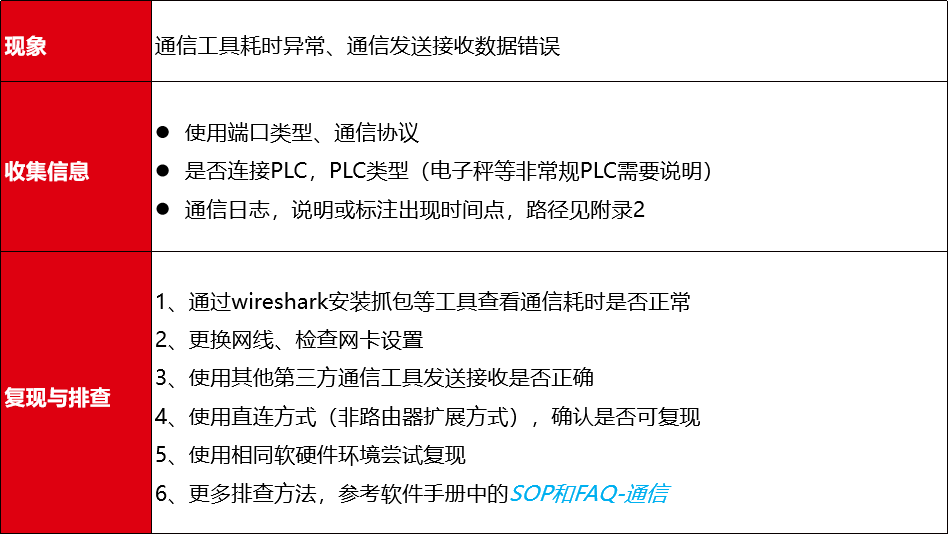 现象
通信工具耗时异常、通信发送接收数据错误
收集信息
● 使用端口类型、通信协议
● 是否连接PLC，PLC类型（电子秤等非常规PLC需要说明）
● 通信日志，说明或标注出现时间点，路径见附录2
复现与排查
1、通过wireshark安装抓包等工具查看通信耗时是否正常
2、更换网线、检查网卡设置
3、使用其他第三方通信工具发送接收是否正确
4、使用直连方式（非路由器扩展方式），确认是否可复现
5、使用相同软硬件环境尝试复现
6、更多排查方法，参考软件手册中的SOP和FAQ-通信